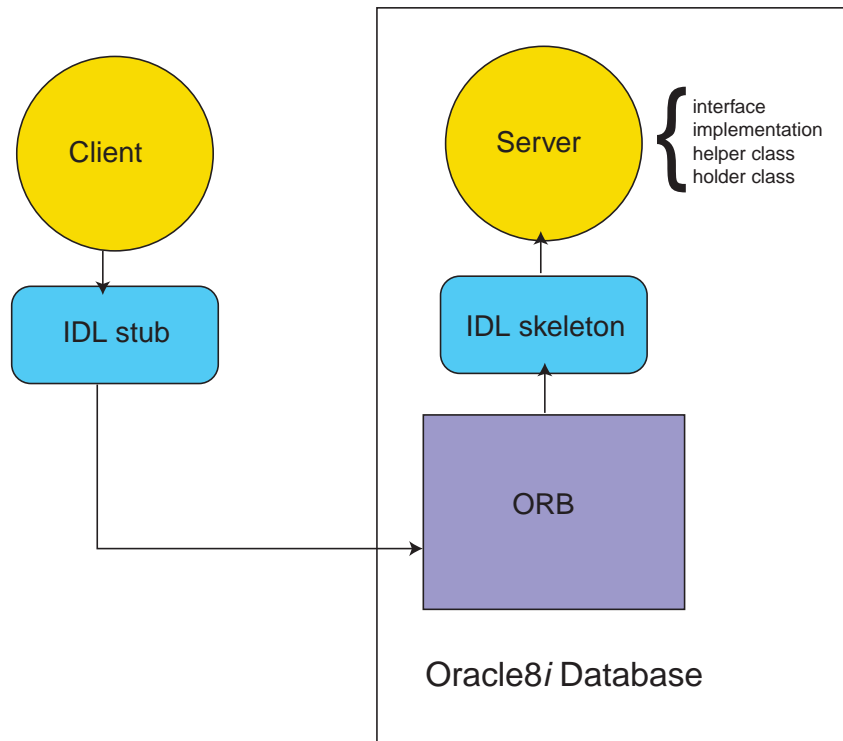 Client
Server
interface
implementation
helper class
holder class
IDL stub
IDL skeleton
ORB
Oracle8i Database